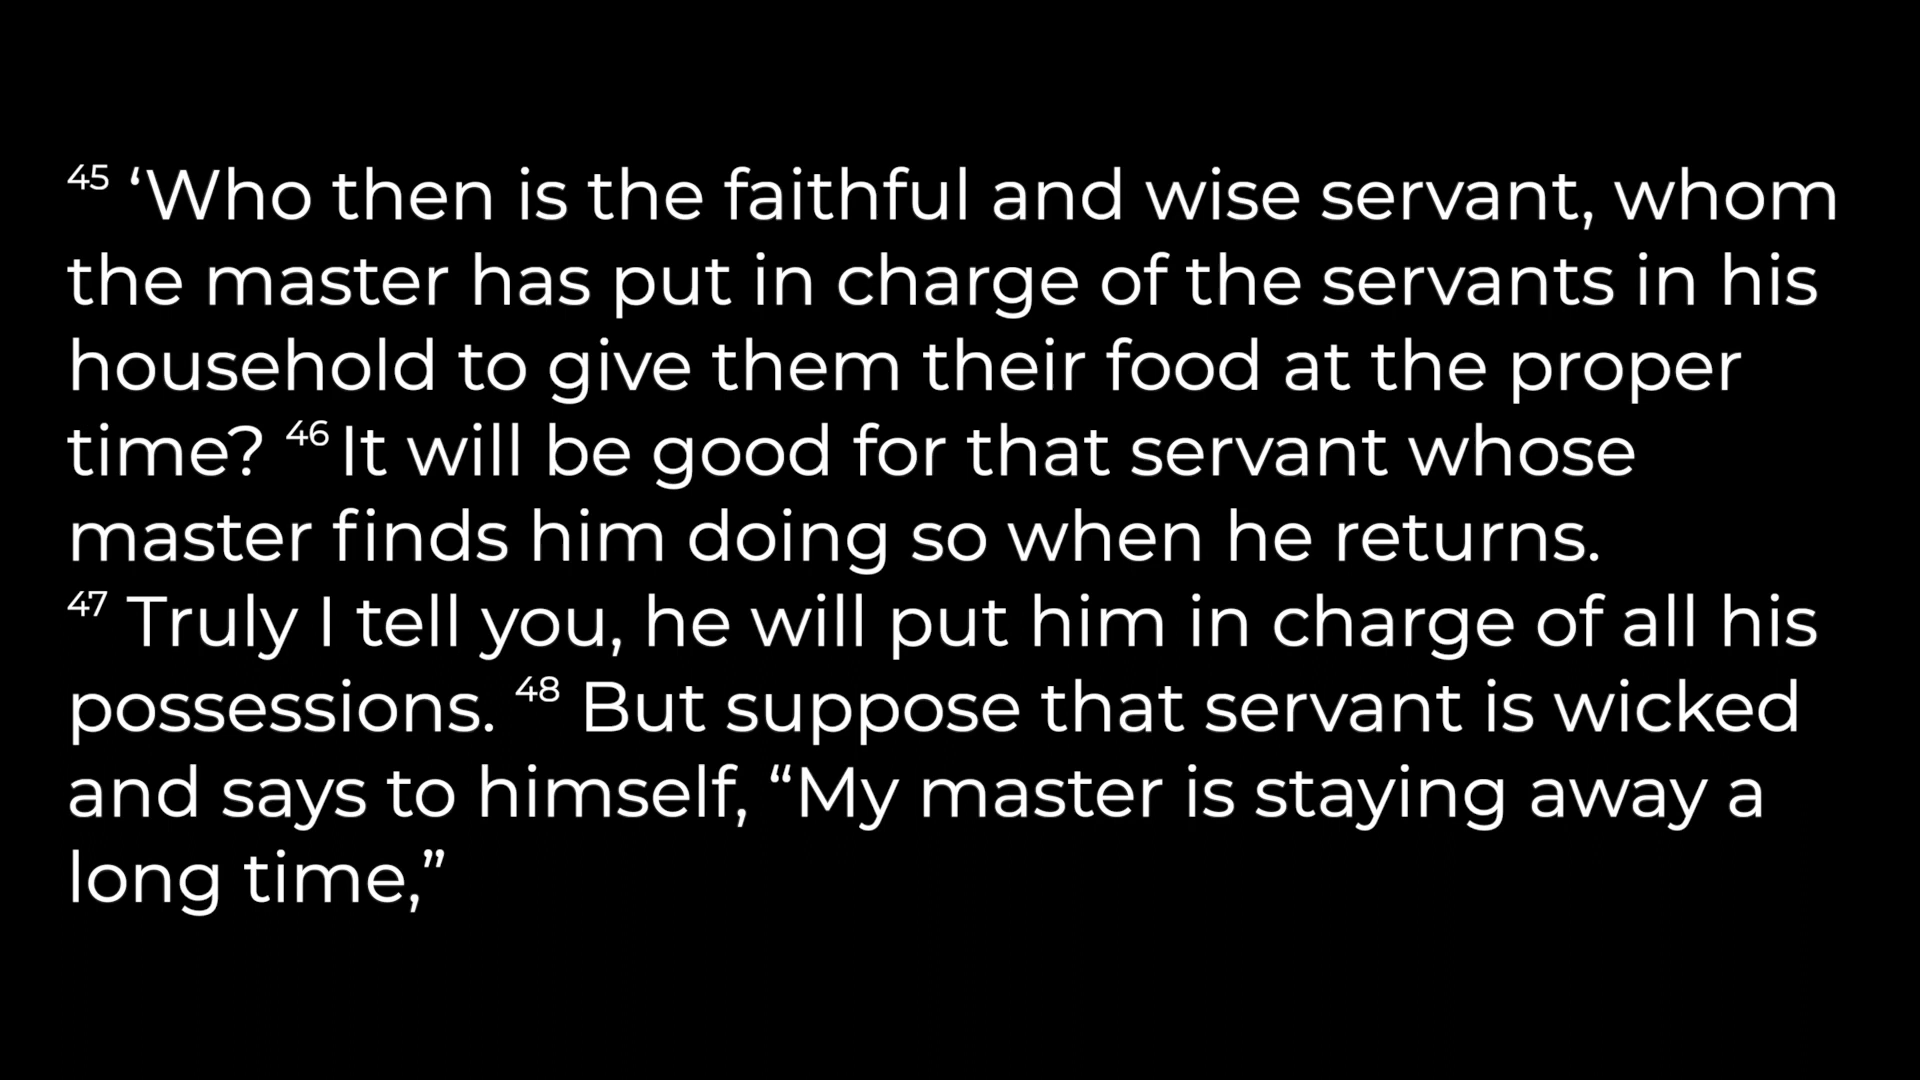 45 ‘Who then is the faithful and wise servant, whom
the master has put in charge of the servants in his
household to give them their food at the proper
time? 46 It will be good for that servant whose
master finds him doing so when he returns.
47 Truly I tell you, he will put him in charge of all his
possessions. 48 But suppose that servant is wicked
and says to himself, “My master is staying away a
long time,”